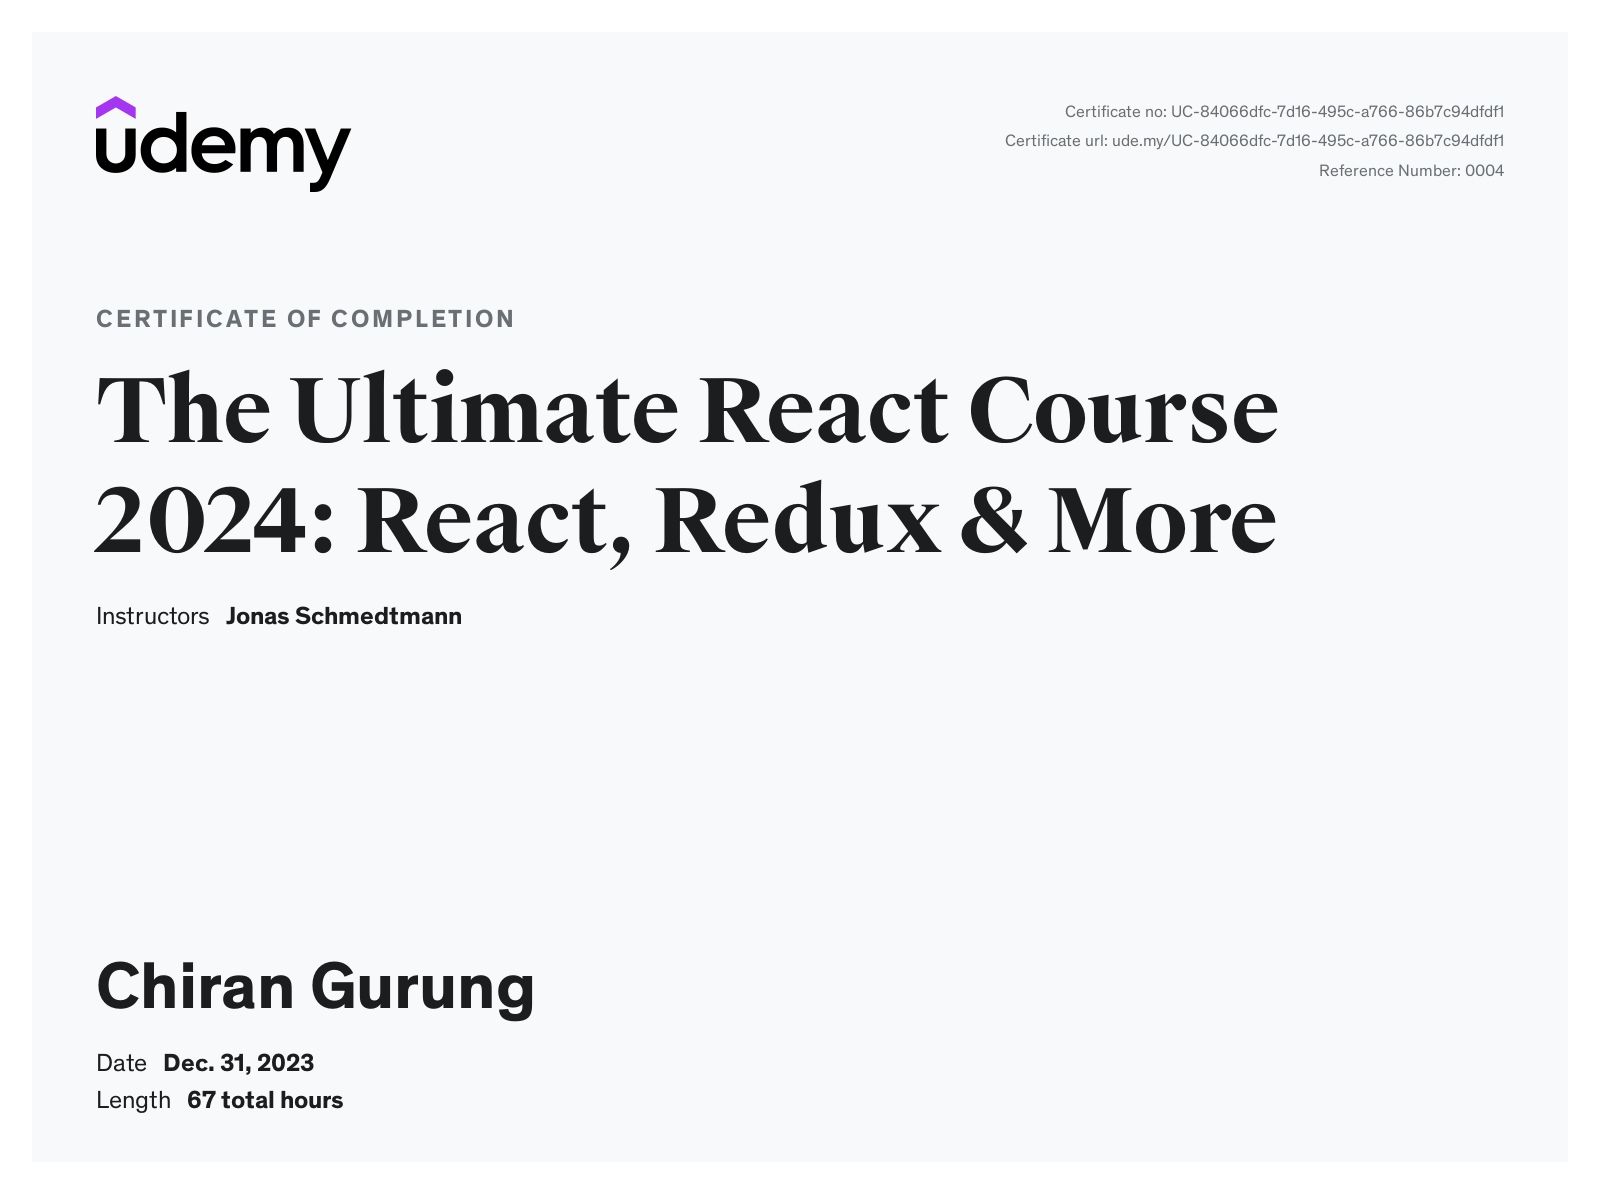 udemy
Certificate no: UC-84066dfc-7d16-495c-a766-86b7c94dfdf1
Certificate url: ude.my/UC-84066dfc-7d16-495c-a766-86b7c94dfdf1
Reference Number: 0004
CERTIFICATE OF COMPLETION
The Ultimate React Course
2024: React, Redux & More
Instructors Jonas Schmedtmann
Chiran Gurung
Date Dec. 31, 2023
Length 67 total hours